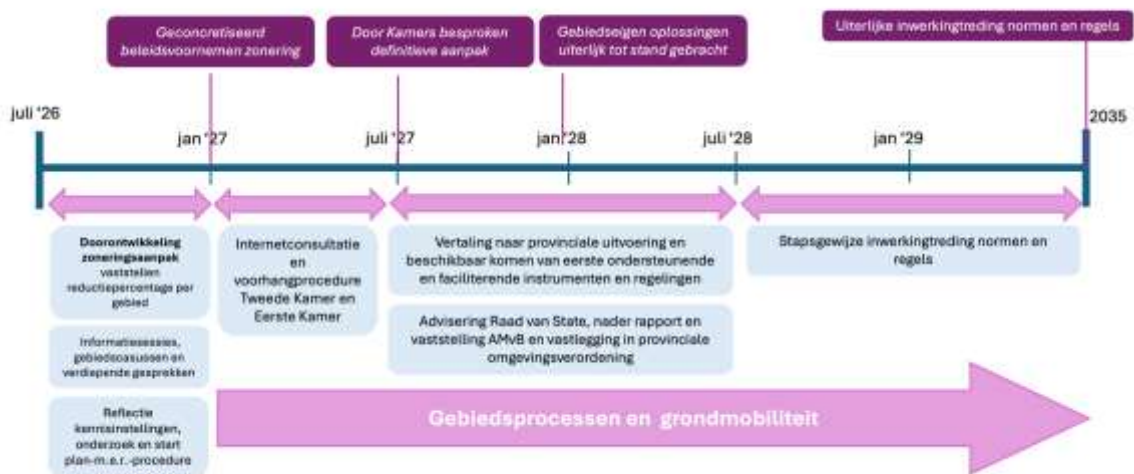 Geconcretiseerd
beleidsvoornemen zonering
Door Kamers besproken
definitieve aanpak
Gebiedseigen oplossingen
uiterlijk tot stand gebracht
Uiterlijke inwerkingtreding normen en regels
juli '26
jan '27
juli '27
jan '28
juli '28
jan '29
2035
Doorontwikkeling
zoneringsaanpak
vaststellen
reductiepercentage per
gebied
Informatiesessies,
gebiedscasussen en
verdiepende gesprekken
Reflectie
kennisinstellingen,
onderzoek en start
plan-m.e.r.-procedure
Internetconsultatie
en
voorhangprocedure
Tweede Kamer en
Eerste Kamer
Vertaling naar provinciale uitvoering en
beschikbaar komen van eerste ondersteunende
en faciliterende instrumenten en regelingen
Advisering Raad van State, nader rapport en
vaststelling AMvB en vastlegging in provinciale
omgevingsverordening
Stapsgewijze inwerkingtreding normen en
regels
Gebiedsprocessen en grondmobiliteit